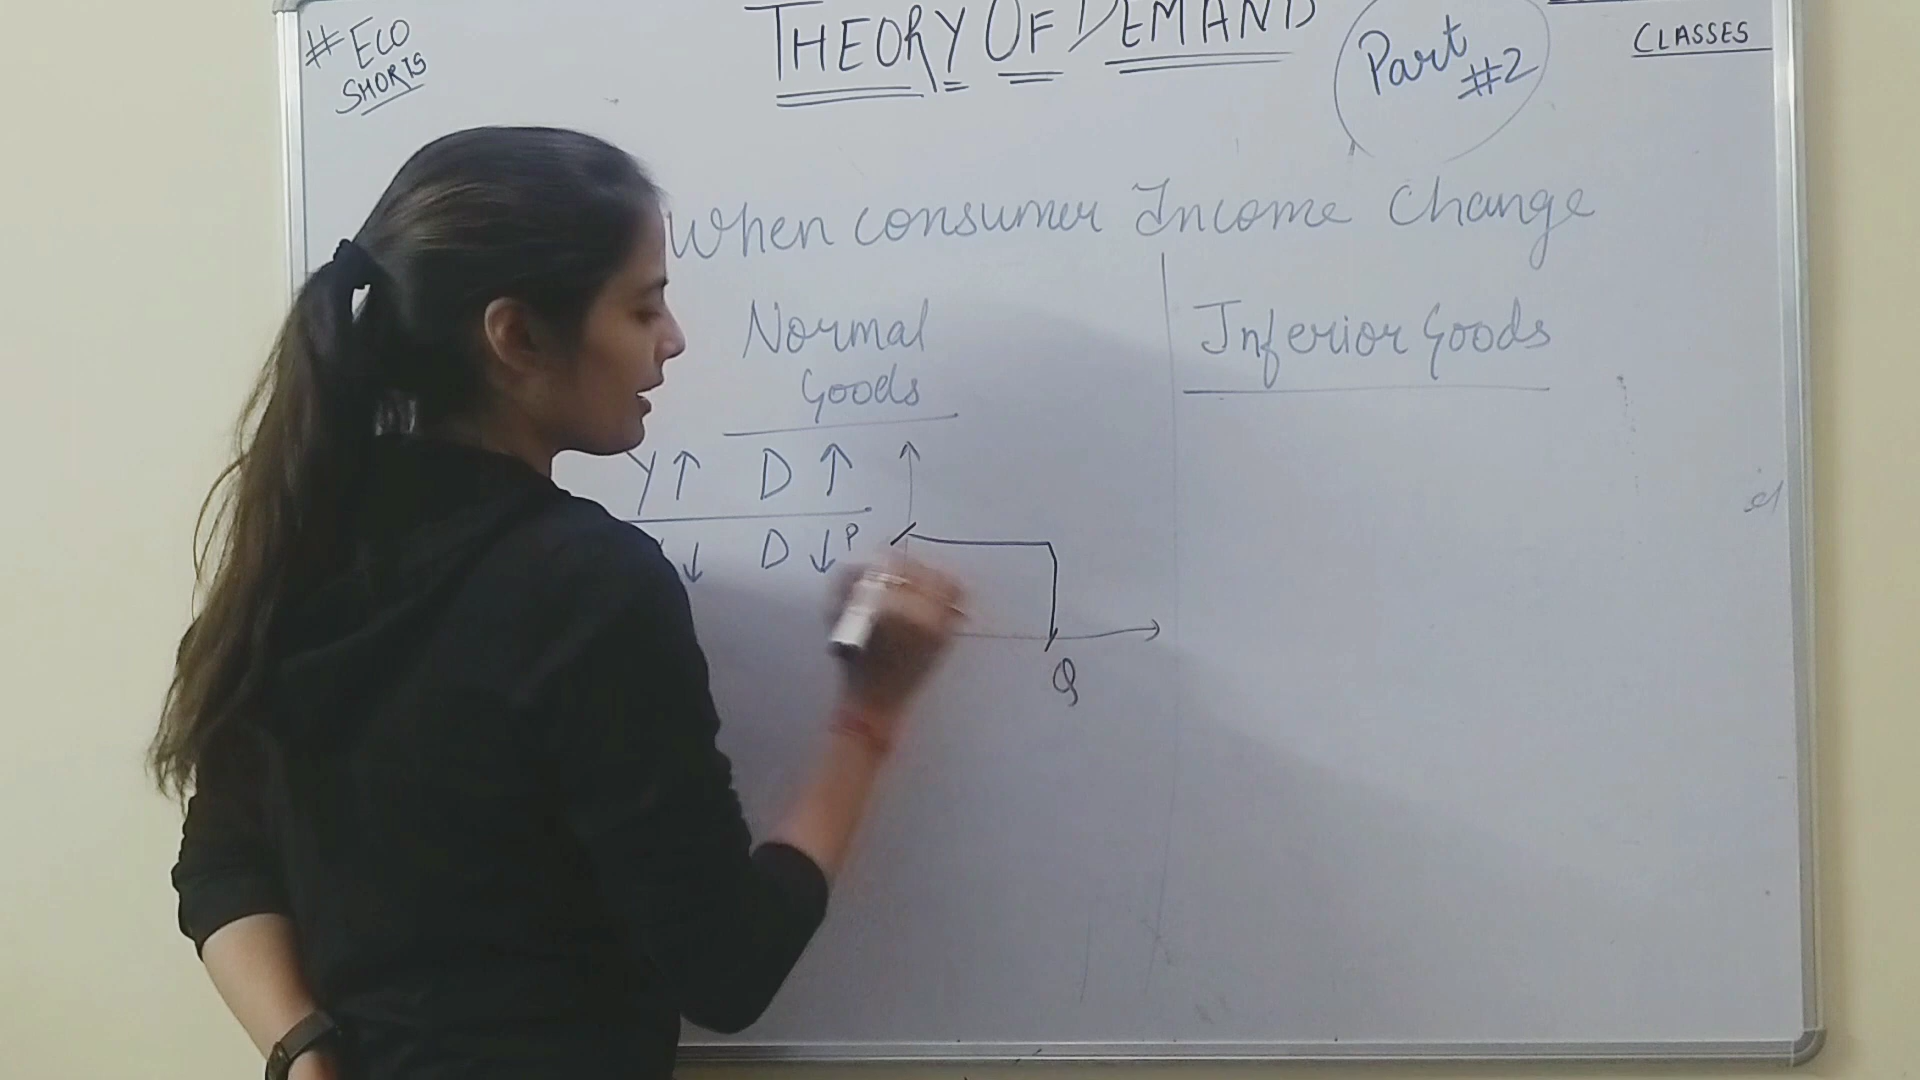 # ECO
SHORTS
THEORY OF DEMAND
Part
#2
CLASSES
When consumer Income Change
Normal
Goods
Inferior Goods
Y↑ D ↑
↓ D ↓
P
Q